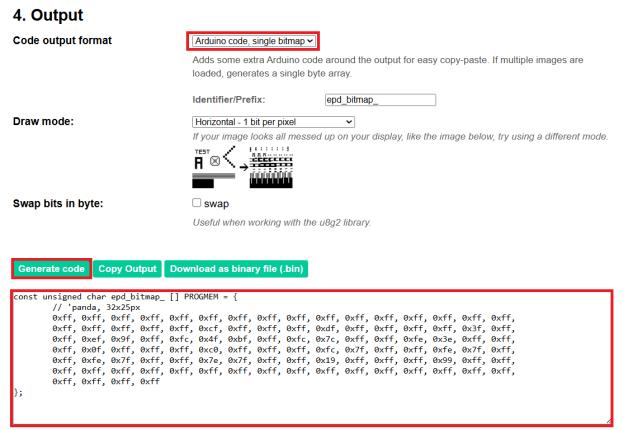 4. Output
Code output format
Arduino code, single bitmap
Adds some extra Arduino code around the output for easy copy-paste. If multiple images are
loaded, generates a single byte array.
Identifier/Prefix: epd_bitmap_
Draw mode:
Horizontal - 1 bit per pixel
If your image looks all messed up on your display, like the image below, try using a different mode.
TEST
A
Swap bits in byte:
swap
Useful when working with the u8g2 library.
Generate code Copy Output Download as binary file (.bin)
const unsigned char epd_bitmap_ [] PROGMEM = {
// 'panda, 32x25px
0xff, 0xff, 0xff, 0xff, 0xff, 0xff, 0xff, 0xff, 0xff, 0xff, 0xff, 0xff, 0xff, 0xff, 0xff, 0xff,
0xff, 0xff, 0xff, 0xff, 0xff, 0xcf, 0xff, 0xff, 0xff, 0xdf, 0xff, 0xff, 0xff, 0xff, 0x3f, 0xff,
0xff, 0xef, 0x9f, 0xff, 0xfc, 0x4f, 0xbf, 0xff, 0xfc, 0x7c, 0xff, 0xff, 0xfe, 0x3e, 0xff, 0xff,
0xff, 0x0f, 0xff, 0xff, 0xff, 0xc0, 0xff, 0xff, 0xff, 0xfc, 0x7f, 0xff, 0xff, 0xfe, 0x7f, 0xff,
0xff, 0xfe, 0x7f, 0xff, 0xff, 0x7e, 0x7f, 0xff, 0xff, 0x19, 0xff, 0xff, 0xff, 0x99, 0xff, 0xff,
0xff, 0xff, 0xff, 0xff, 0xff, 0xff, 0xff, 0xff, 0xff, 0xff, 0xff, 0xff, 0xff, 0xff, 0xff, 0xff,
0xff, 0xff, 0xff, 0xff
};